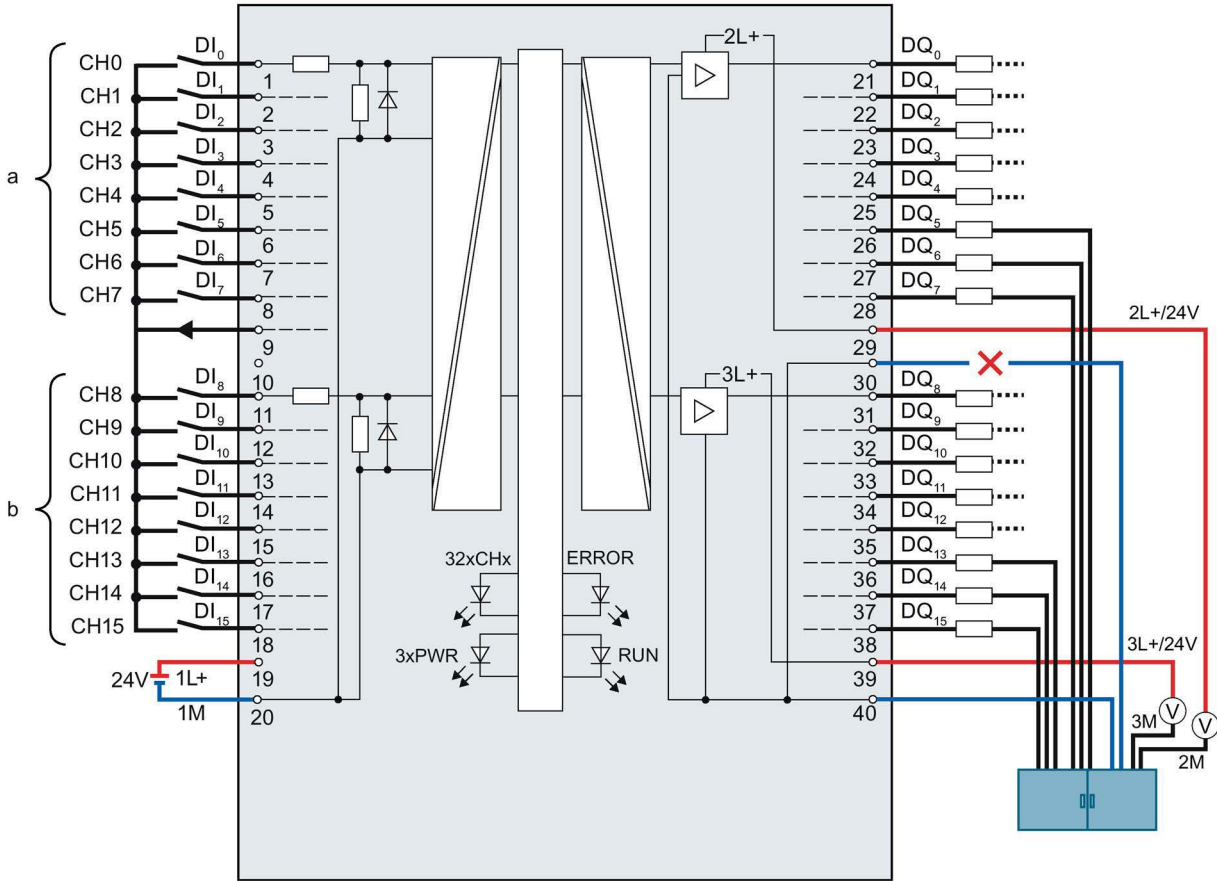 a
CH0 DI0 1
CH1 DI1 2
CH2 DI2 3
CH3 DI3 4
CH4 DI4 5
CH5 DI5 6
CH6 DI6 7
CH7 DI7 8
9
b
CH8 DI8 10
CH9 DI9 11
CH10 DI10 12
CH11 DI11 13
CH12 DI12 14
CH13 DI13 15
CH14 DI14 16
CH15 DI15 17
18
24V 1L+ 19
1M 20
2L+
3L+
32xCHx ERROR
3xPWR RUN
DQ0
21 DQ1
22 DQ2
23 DQ3
24 DQ4
25 DQ5
26 DQ6
27 DQ7
28
2L+/24V
29
30 DQ8
31 DQ9
32 DQ10
33 DQ11
34 DQ12
35 DQ13
36 DQ14
37 DQ15
38
3L+/24V
39
40
3M V
V
2M